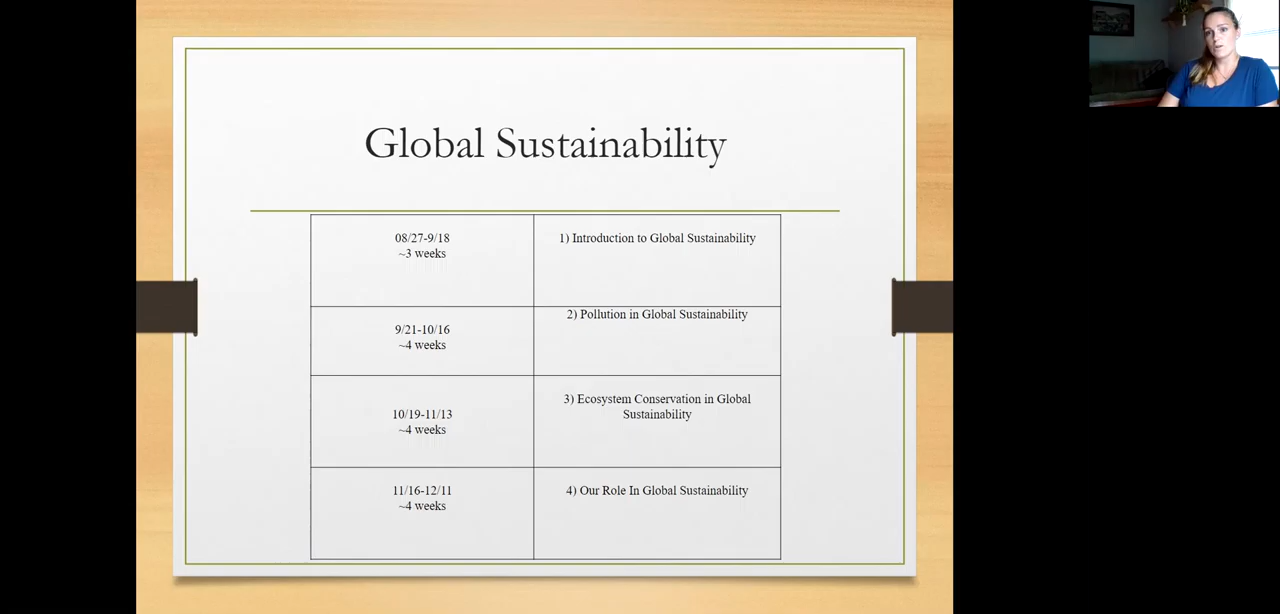 Global Sustainability
08/27-9/18
~3 weeks
1) Introduction to Global Sustainability
9/21-10/16
~4 weeks
2) Pollution in Global Sustainability
10/19-11/13
~4 weeks
3) Ecosystem Conservation in Global
Sustainability
11/16-12/11
~4 weeks
4) Our Role In Global Sustainability